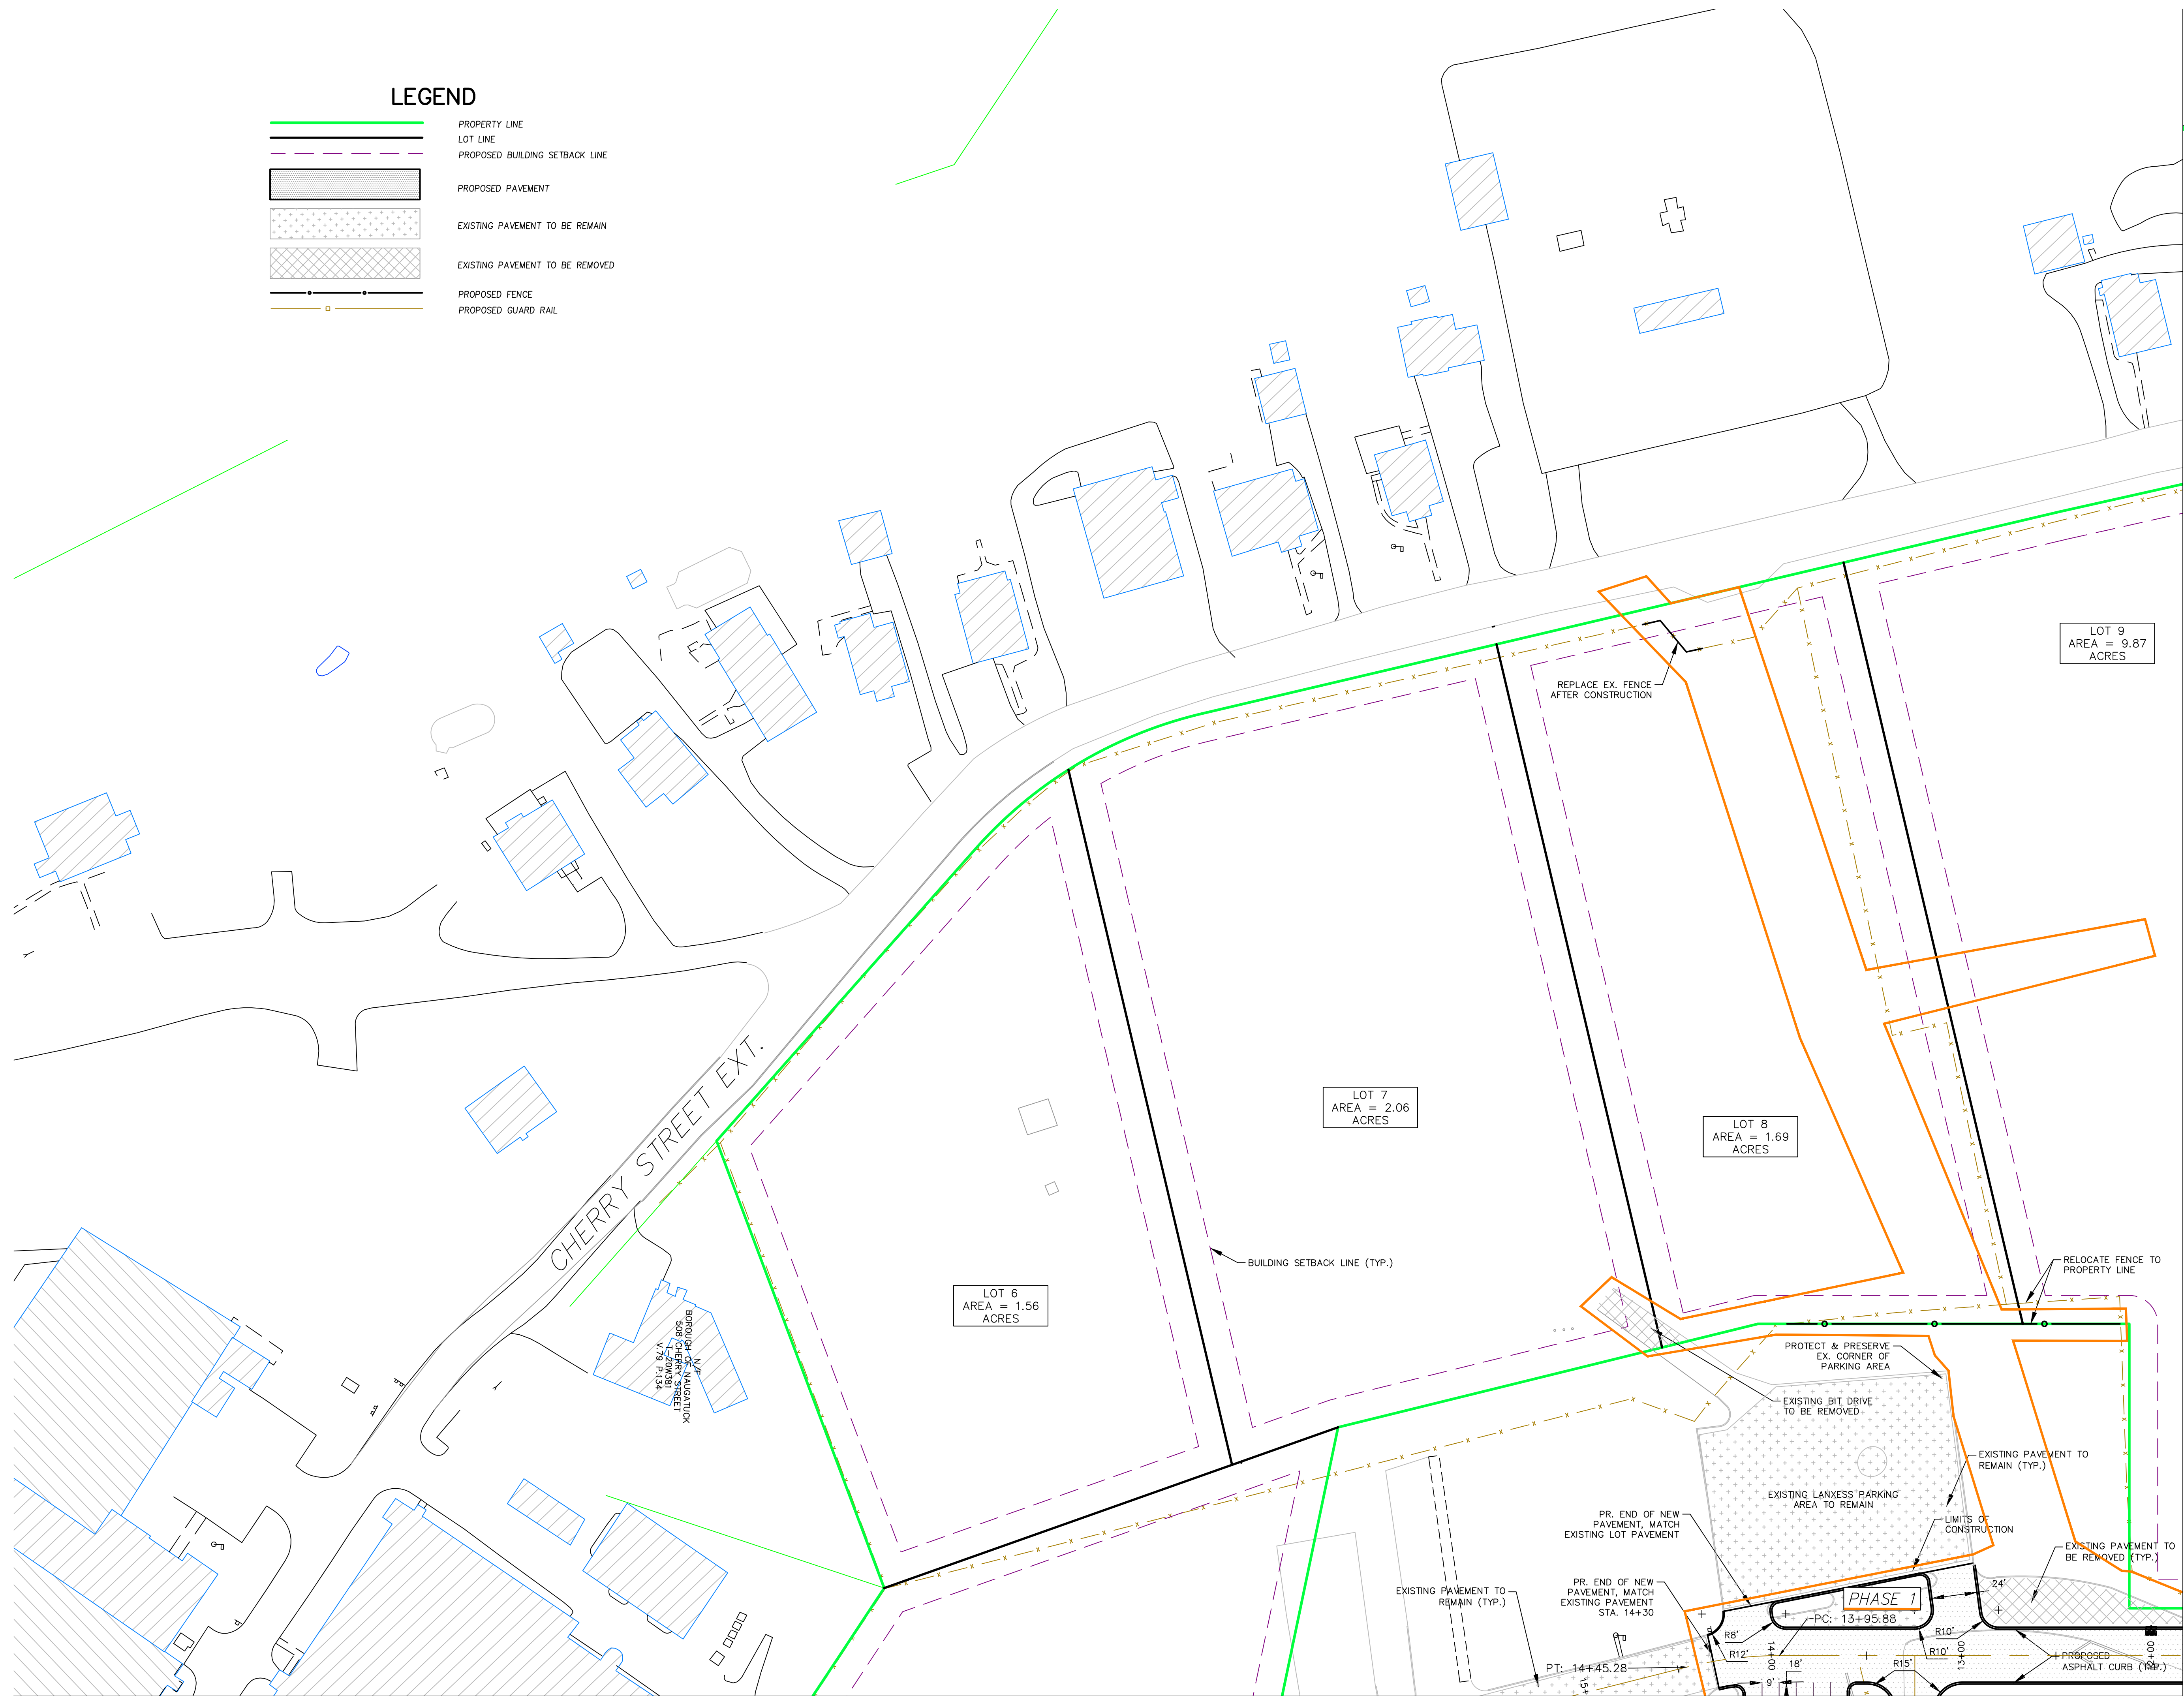 LEGEND
PROPERTY LINE
LOT LINE
PROPOSED BUILDING SETBACK LINE
PROPOSED PAVEMENT
EXISTING PAVEMENT TO BE REMAIN
EXISTING PAVEMENT TO BE REMOVED
PROPOSED FENCE
PROPOSED GUARD RAIL
LOT 9
AREA = 9.87
ACRES
REPLACE EX. FENCE
AFTER CONSTRUCTION
CHERRY STREET EXT.
LOT 7
AREA = 2.06
ACRES
LOT 8
AREA = 1.69
ACRES
BUILDING SETBACK LINE (TYP.)
RELOCATE FENCE TO
PROPERTY LINE
LOT 6
AREA = 1.56
ACRES
N/F
BOROUGH OF NAUGATUCK
508 CHERRY STREET
T-20W381
V.79 P.134
PROTECT & PRESERVE
EX. CORNER OF
PARKING AREA
EXISTING BIT DRIVE
TO BE REMOVED
EXISTING PAVEMENT TO
REMAIN (TYP.)
EXISTING LANXESS PARKING
AREA TO REMAIN
PR. END OF NEW
PAVEMENT, MATCH
EXISTING LOT PAVEMENT
LIMITS OF
CONSTRUCTION
EXISTING PAVEMENT TO
BE REMOVED (TYP.)
PR. END OF NEW
PAVEMENT, MATCH
EXISTING PAVEMENT
STA. 14+30
EXISTING PAVEMENT TO
REMAIN (TYP.)
PHASE 1
24'
PC: 13+95.88
R8'
R12'
R10'
R10'
14+00
13+00
12+00
PT: 14+45.28
18'
9'
R15'
PROPOSED
ASPHALT CURB (TYP.)
15+